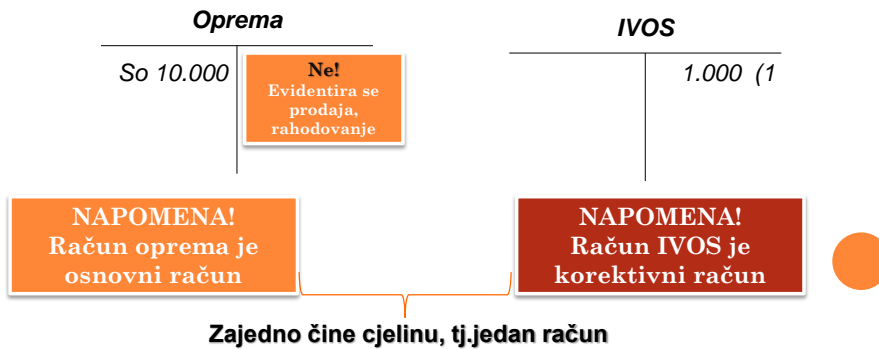 Oprema
IVOS
So 10.000
Ne!
Evidentira se
prodaja,
rahodovanje
1.000 (1
NAPOMENA!
Račun oprema je
osnovni račun
NAPOMENA!
Račun IVOS je
korektivni račun
Zajedno čine cjelinu, tj.jedan račun